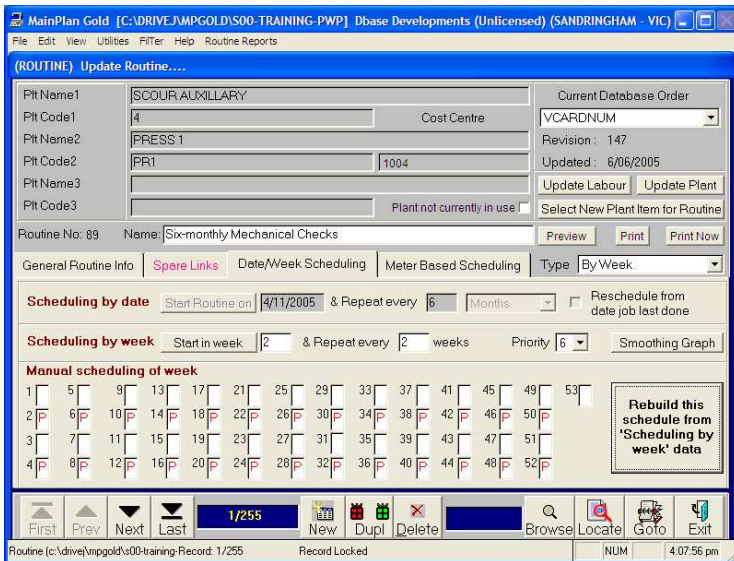 MainPlan Gold [C:\DRIVEJ\MPGOLD\S00-TRAINING-PWP] Dbase Developments (Unlicensed) (SANDRINGHAM - VIC)
File Edit View Utilities FilTer Help Routine Reports
(ROUTINE) Update Routine....
Plt Name1 SCOUR AUXILLARY Current Database Order
Plt Code1 4 Cost Centre VCARDNUM
Plt Name2 PRESS 1 Revision : 147
Plt Code2 PR1 1004 Updated : 6/06/2005
Plt Name3 Update Labour Update Plant
Plt Code3 Plant not currently in use Select New Plant Item for Routine
Routine No: 89 Name: Six-monthly Mechanical Checks Preview Print Print Now
General Routine Info Spare Links Date/Week Scheduling Meter Based Scheduling Type By Week
Scheduling by date Start Routine on 4/11/2005 & Repeat every 6 Months Reschedule from
date job last done
Scheduling by week Start in week 2 & Repeat every 2 weeks Priority 6 Smoothing Graph
Manual scheduling of week
1 5 9 13 17 21 25 29 33 37 41 45 49 53
2 P 6 P 10 P 14 P 18 P 22 P 26 P 30 P 34 P 38 P 42 P 46 P 50 P
3 7 11 15 19 23 27 31 35 39 43 47 51
4 P 8 P 12 P 16 P 20 P 24 P 28 P 32 P 36 P 40 P 44 P 48 P 52 P
Rebuild this
schedule from
'Scheduling by
week' data
First Prev Next Last 1/255 New Dupl Delete Browse Locate Goto Exit
Routine (c:\drivej\mpgold\s00-training-Record: 1/255 Record Locked NUM 4:07:56 pm